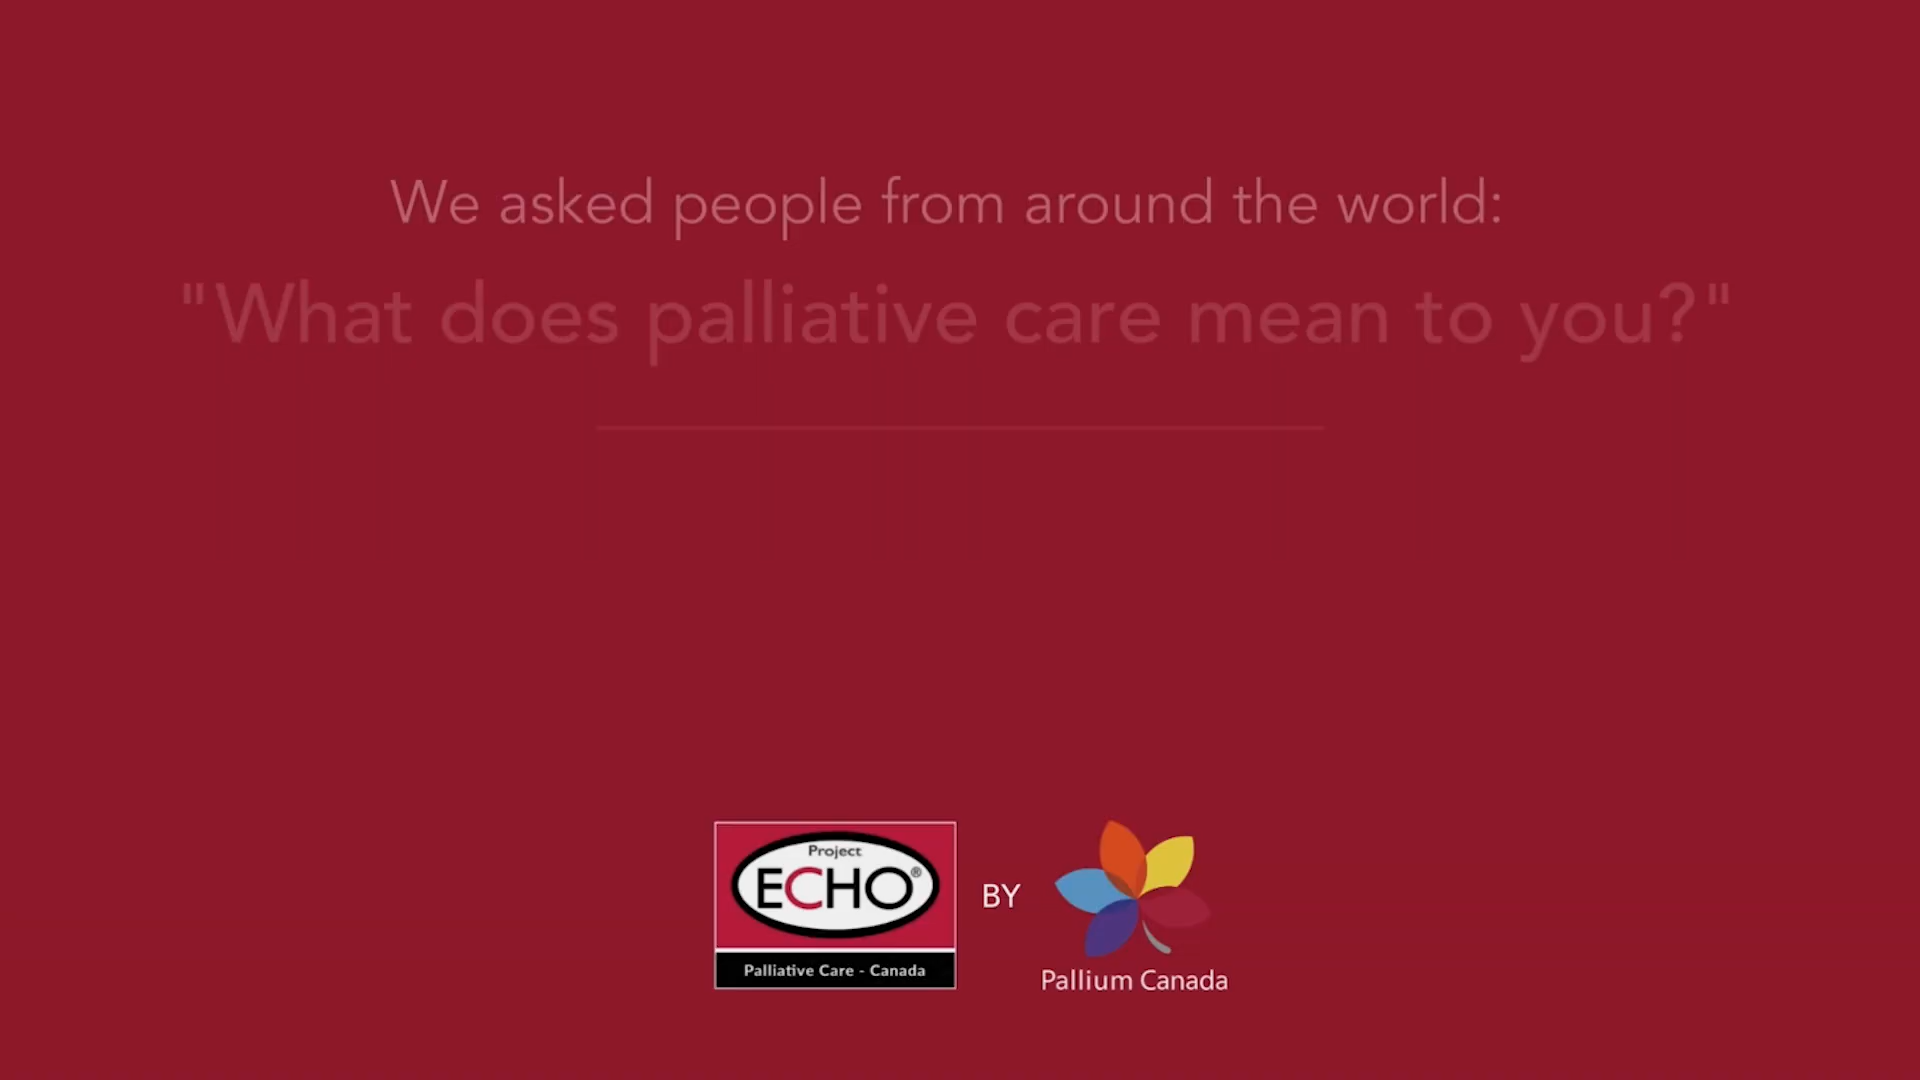 We asked people from around the world:
"What does palliative care mean to you?"
Project
ECHO®
Palliative Care - Canada
BY
Pallium Canada